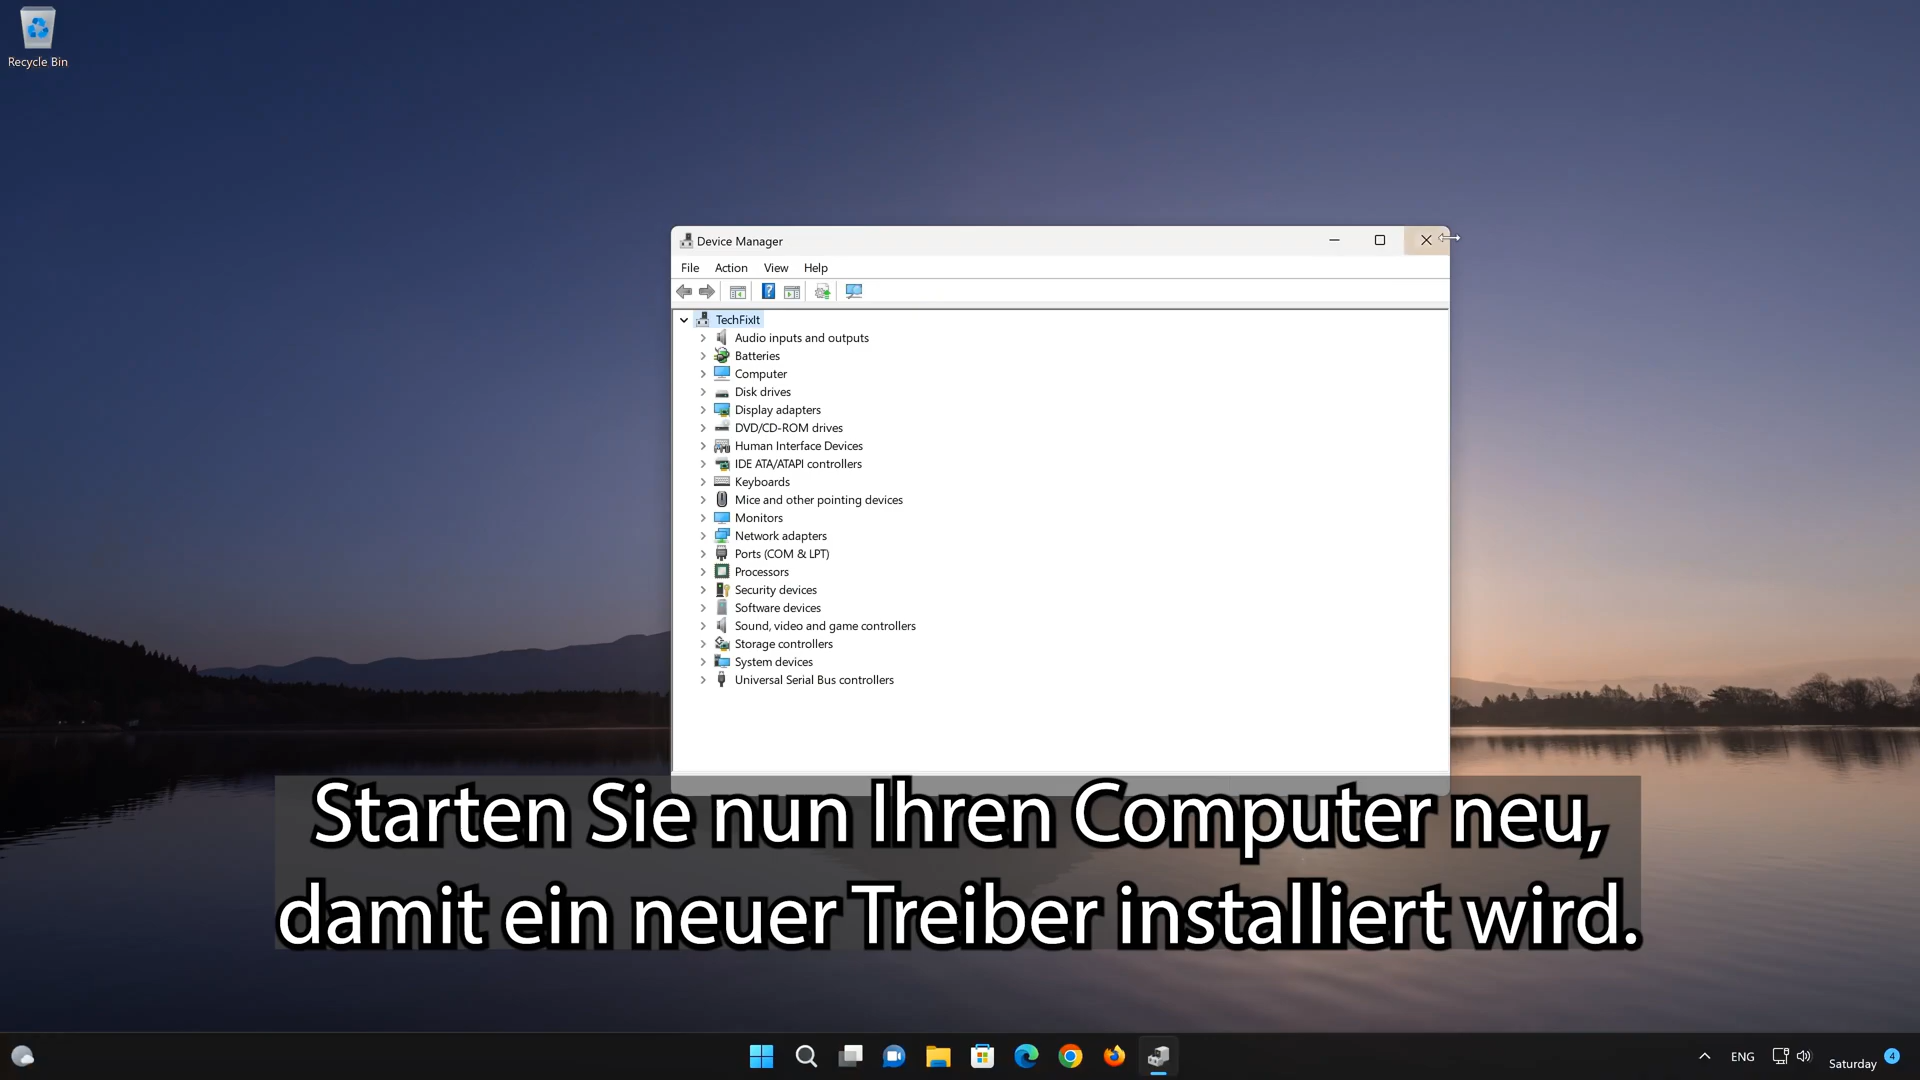 Recycle Bin
Device Manager
File Action View Help
TechFixIt
Audio inputs and outputs
Batteries
Computer
Disk drives
Display adapters
DVD/CD-ROM drives
Human Interface Devices
IDE ATA/ATAPI controllers
Keyboards
Mice and other pointing devices
Monitors
Network adapters
Ports (COM & LPT)
Processors
Security devices
Software devices
Sound, video and game controllers
Storage controllers
System devices
Universal Serial Bus controllers
Starten Sie nun Ihren Computer neu,
damit ein neuer Treiber installiert wird.
ENG
Saturday 4